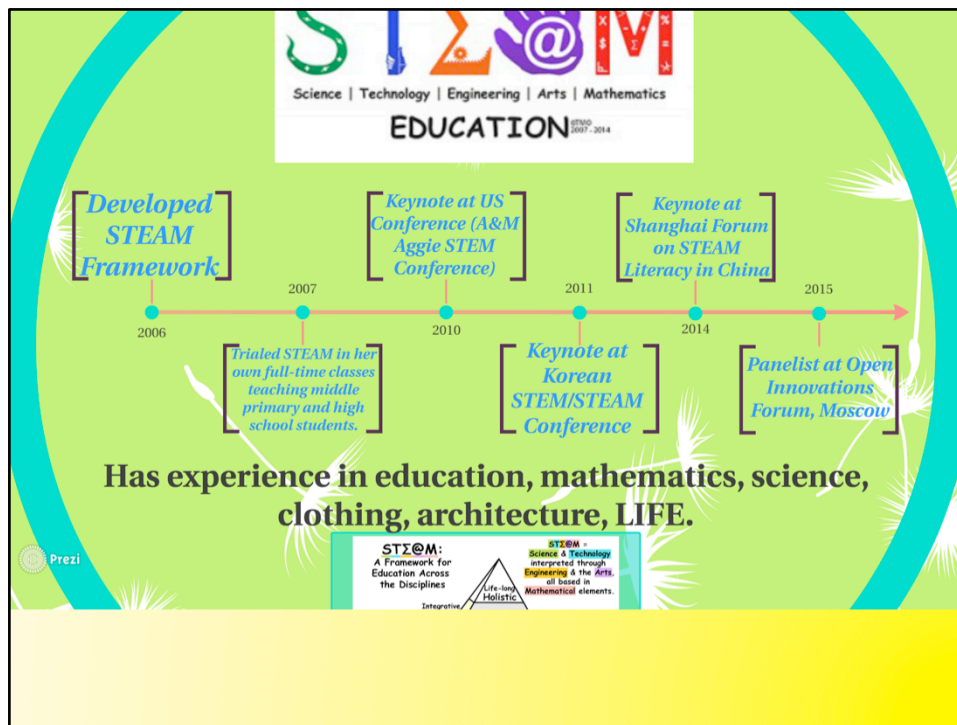 STΣ@M
Science | Technology | Engineering | Arts | Mathematics
EDUCATION
2007 - 2014
Developed
STEAM
Framework
Keynote at US
Conference (A&M
Aggie STEM
Conference)
Keynote at
Shanghai Forum
on STEAM
Literacy in China
2007
2011
2015
2006
2010
2014
Trialed STEAM in her
own full-time classes
teaching middle
primary and high
school students.
Keynote at
Korean
STEM/STEAM
Conference
Panelist at Open
Innovations
Forum, Moscow
Has experience in education, mathematics, science,
clothing, architecture, LIFE.
Prezi
STΣ@M:
A Framework for
Education Across
the Disciplines
Life-long
Holistic
Integrative
STΣ@M =
Science & Technology
interpreted through
Engineering & the Arts,
all based in
Mathematical elements.